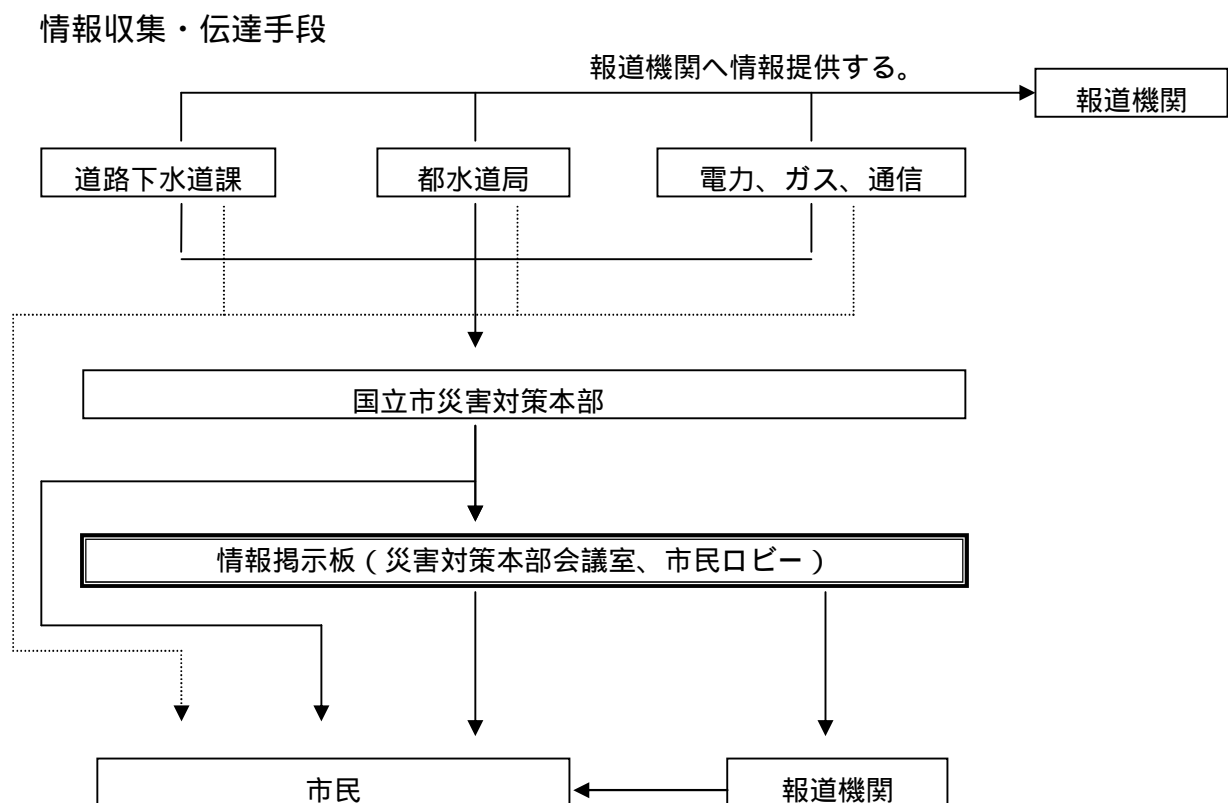 情報収集・伝達手段
報道機関へ情報提供する。
報道機関
道路下水道課
都水道局
電力、ガス、通信
国立市災害対策本部
情報掲示板（災害対策本部会議室、市民ロビー）
市民
報道機関